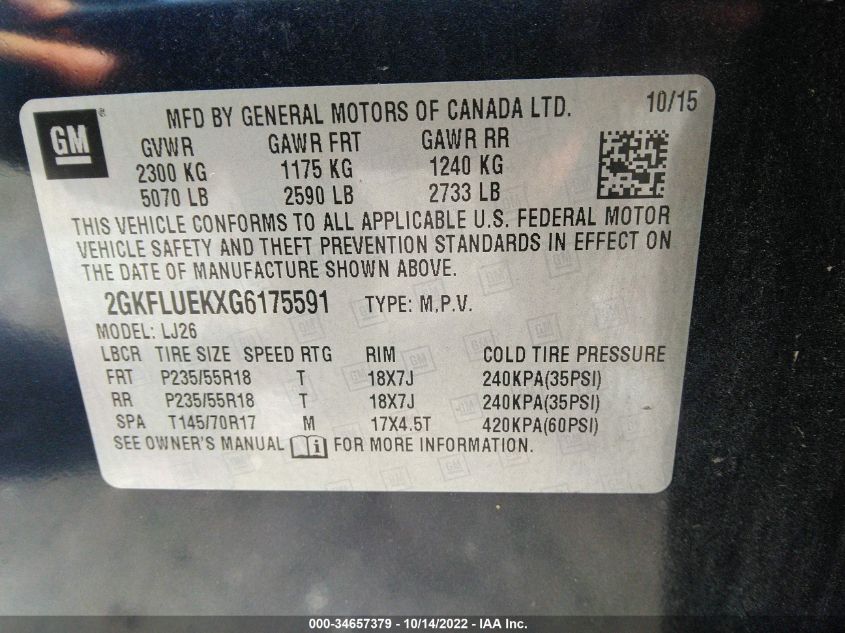 GM ®
MFD BY GENERAL MOTORS OF CANADA LTD. 10/15
GVWR GAWR FRT GAWR RR
2300 KG 1175 KG 1240 KG
5070 LB 2590 LB 2733 LB
THIS VEHICLE CONFORMS TO ALL APPLICABLE U.S. FEDERAL MOTOR
VEHICLE SAFETY AND THEFT PREVENTION STANDARDS IN EFFECT ON
THE DATE OF MANUFACTURE SHOWN ABOVE.
2GKFLUEKXG6175591 TYPE: M.P.V.
MODEL: LJ26
LBCR TIRE SIZE SPEED RTG RIM COLD TIRE PRESSURE
FRT P235/55R18 T 18X7J 240KPA(35PSI)
RR P235/55R18 T 18X7J 240KPA(35PSI)
SPA T145/70R17 M 17X4.5T 420KPA(60PSI)
SEE OWNER'S MANUAL FOR MORE INFORMATION.
000-34657379 - 10/14/2022 - IAA Inc.